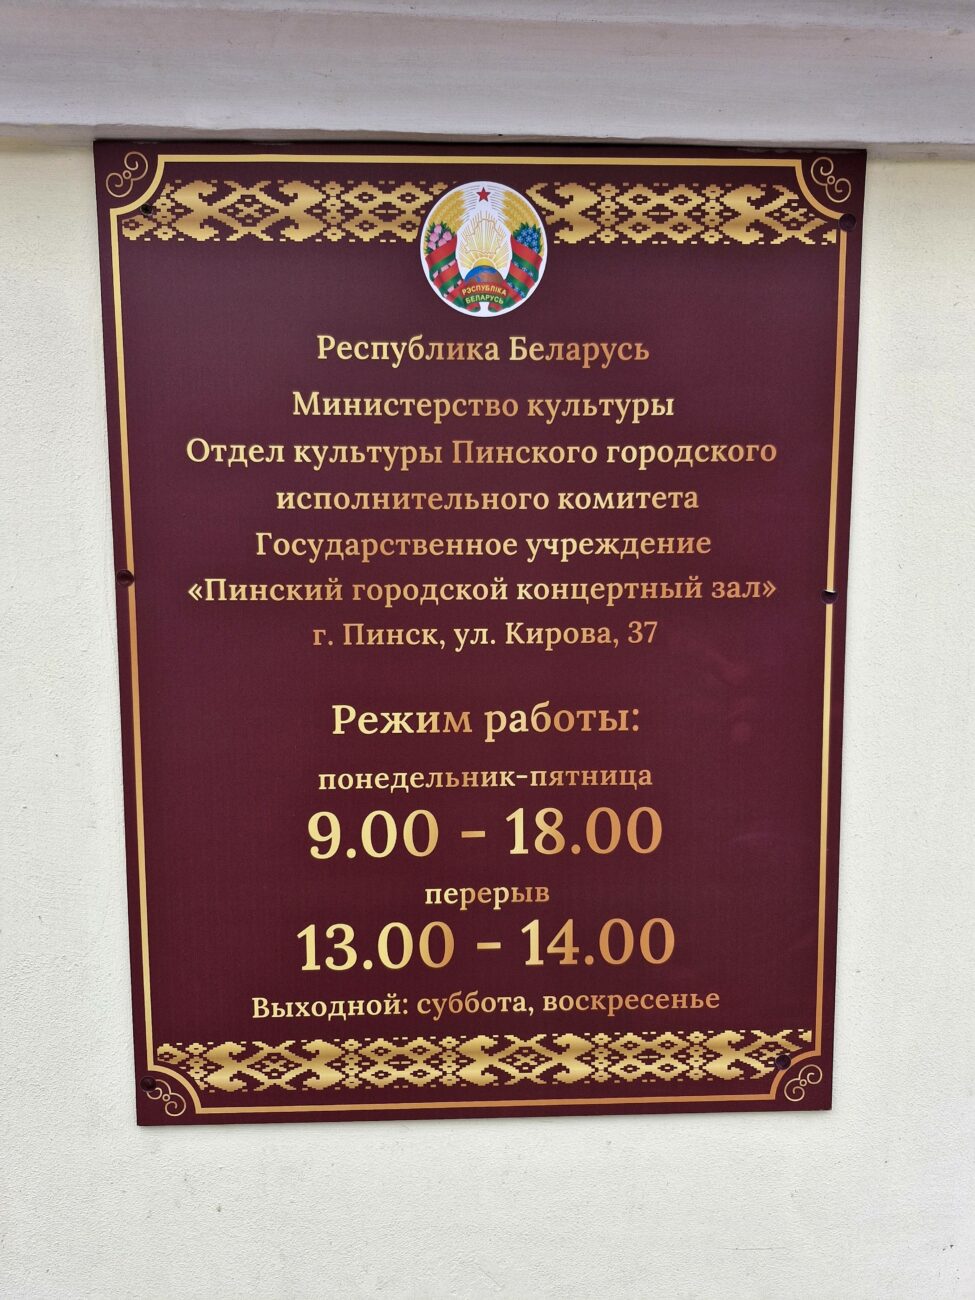 РЭСПУБЛІКА
БЕЛАРУСЬ
Республика Беларусь
Министерство культуры
Отдел культуры Пинского городского
исполнительного комитета
Государственное учреждение
«Пинский городской концертный зал»
г. Пинск, ул. Кирова, 37
Режим работы:
понедельник-пятница
9.00 - 18.00
перерыв
13.00 - 14.00
Выходной: суббота, воскресенье